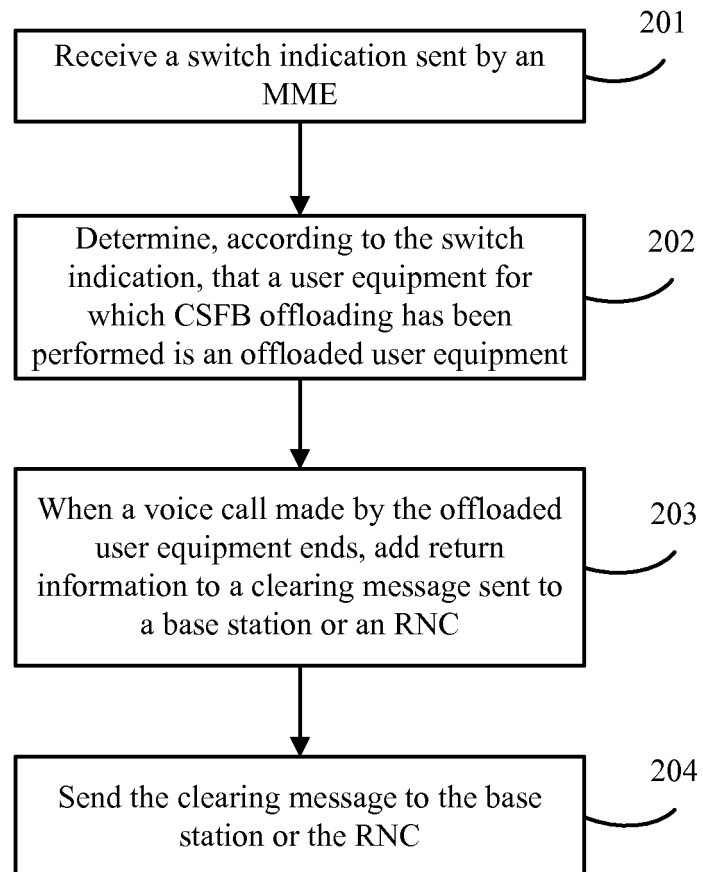 201
Receive a switch indication sent by an
MME
202
Determine, according to the switch
indication, that a user equipment for
which CSFB offloading has been
performed is an offloaded user equipment
203
When a voice call made by the offloaded
user equipment ends, add return
information to a clearing message sent to
a base station or an RNC
204
Send the clearing message to the base
station or the RNC